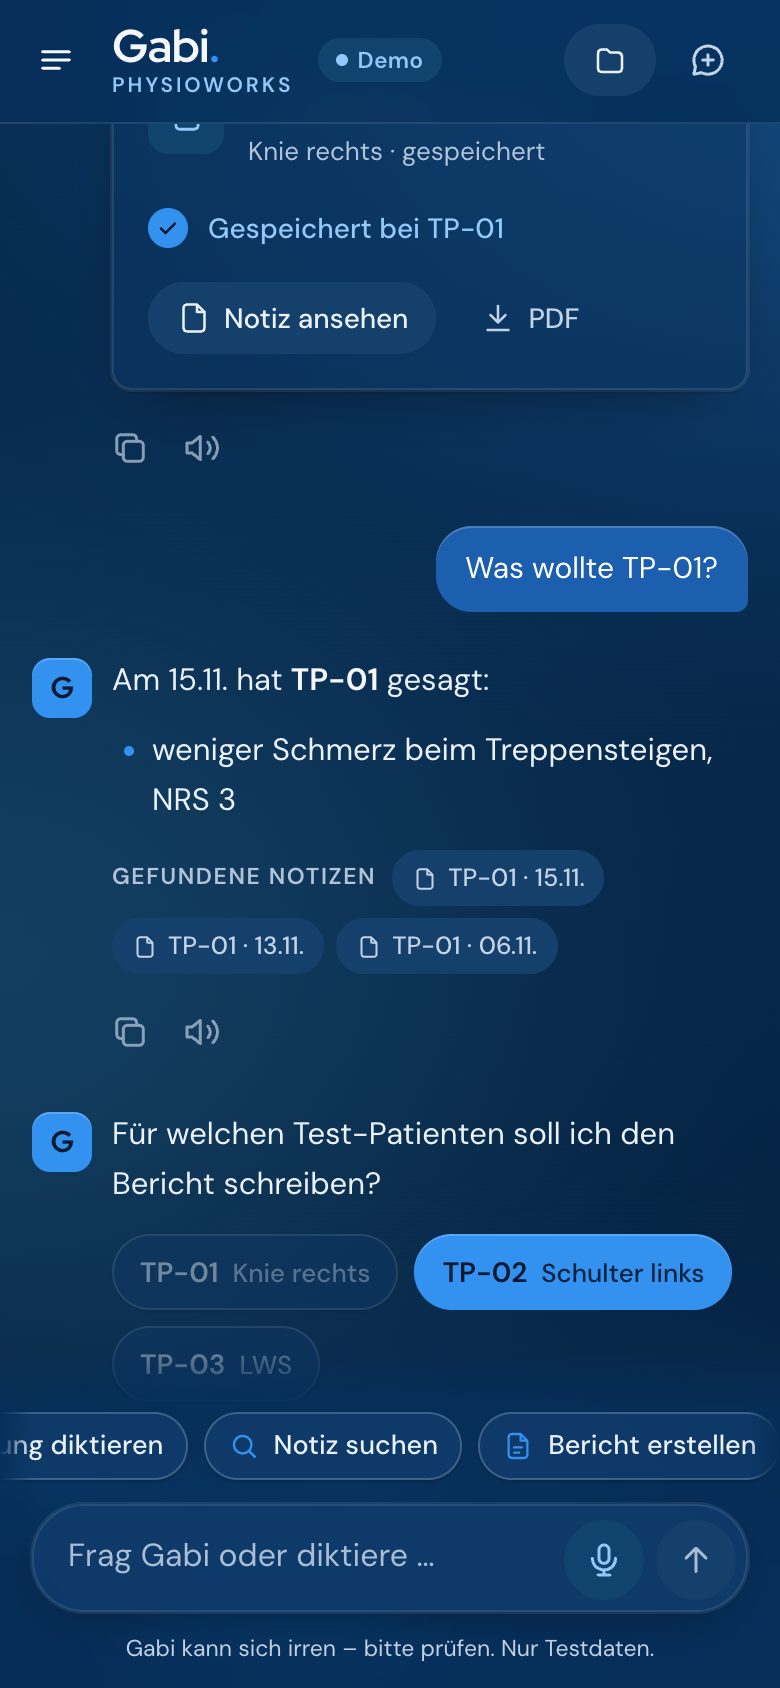 Gabi.
PHYSIOWORKS
Demo
Knie rechts · gespeichert
Gespeichert bei TP-01
Notiz ansehen
PDF
Was wollte TP-01?
G
Am 15.11. hat TP-01 gesagt:
• weniger Schmerz beim Treppensteigen,
NRS 3
GEFUNDENE NOTIZEN
TP-01 · 15.11.
TP-01 · 13.11.
TP-01 · 06.11.
G
Für welchen Test-Patienten soll ich den
Bericht schreiben?
TP-01 Knie rechts
TP-02 Schulter links
TP-03 LWS
ung diktieren
Notiz suchen
Bericht erstellen
Frag Gabi oder diktiere ...
Gabi kann sich irren – bitte prüfen. Nur Testdaten.